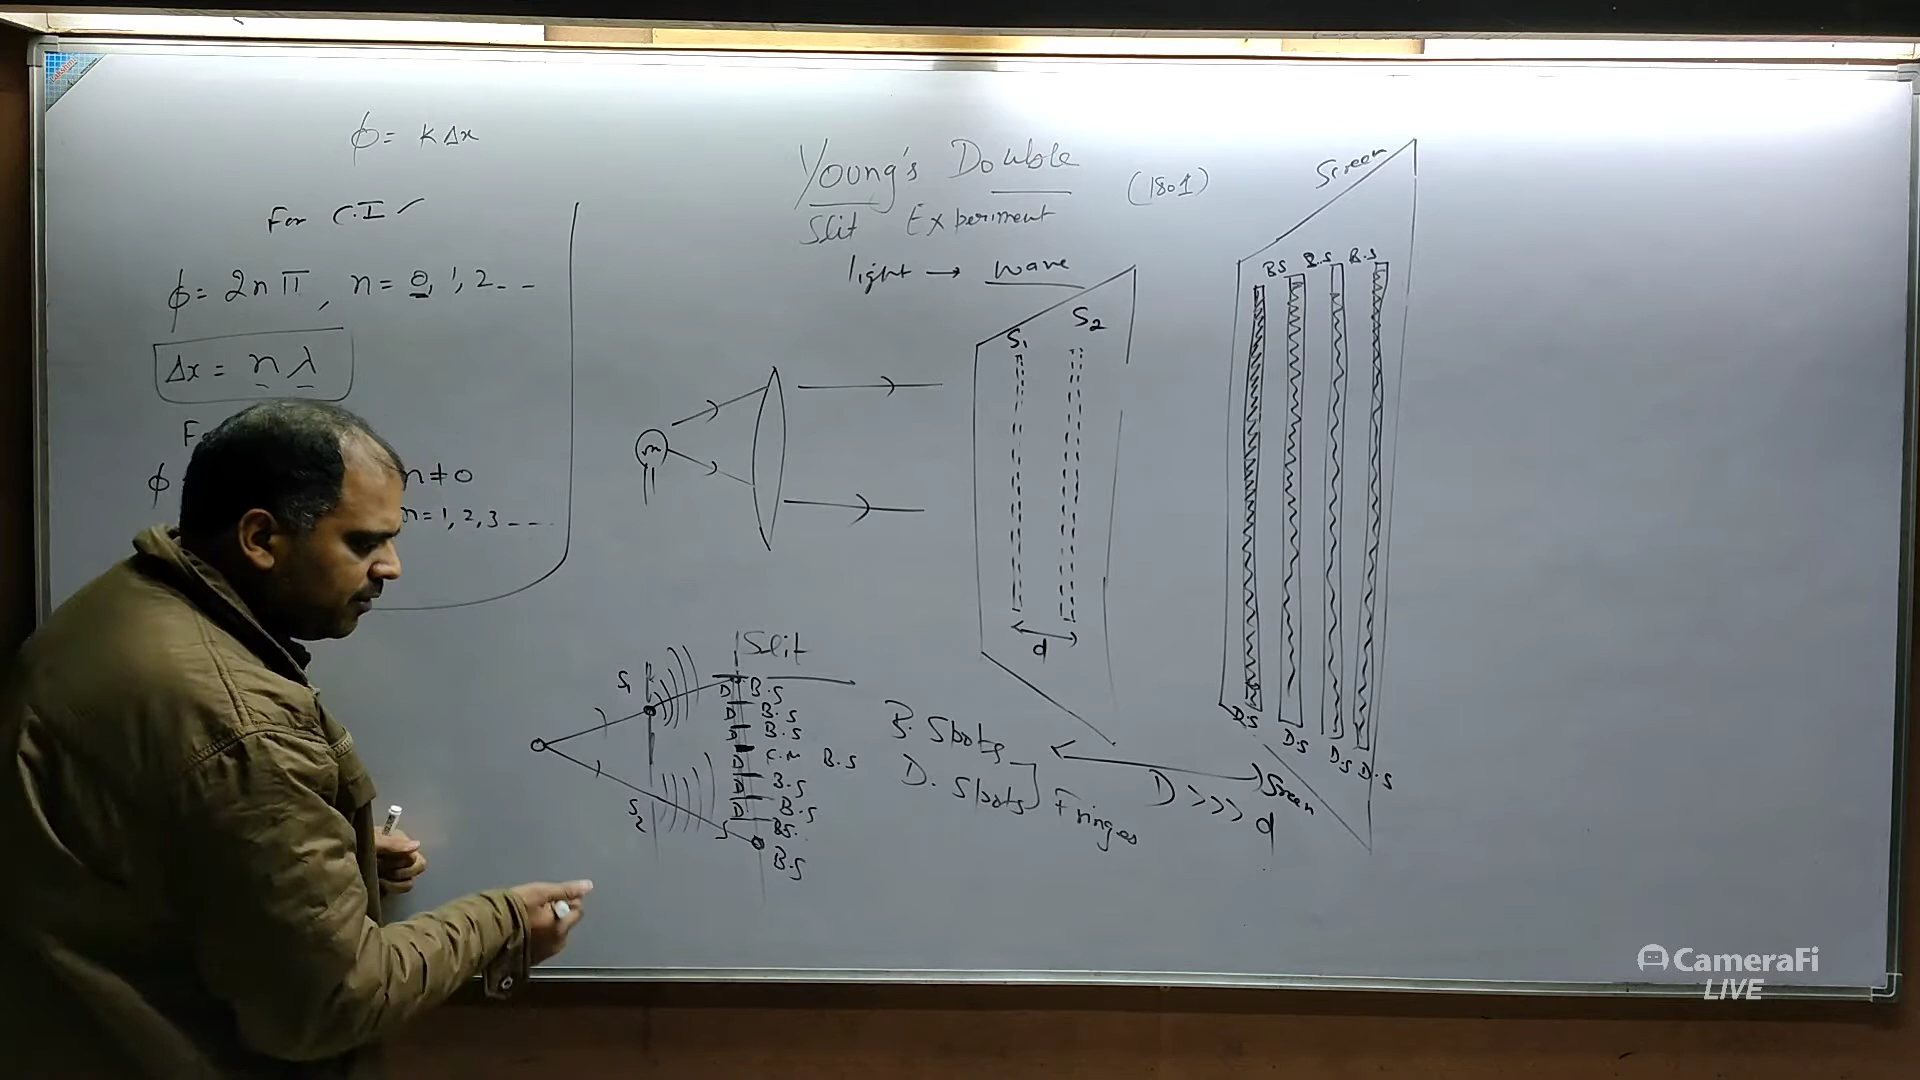 ϕ = K Δx
For C.I ✓
ϕ = 2nπ, n = 0, 1, 2 - -
Δx = nλ
F
ϕ
n ≠ 0
n = 1, 2, 3 - - -
Young's Double
Slit Experiment
(1801)
light → wave
S₁
S₂
d
Screen
B.S B.S B.S
D.S D.S D.S D.S
D >>> d
Screen
Slit
S₁
S₂
D B.S
D B.S
D B.S
D C.M B.S
D B.S
D B.S
B.S.
B.S
B. Spots
D. Spots
Fringes
CameraFi
LIVE